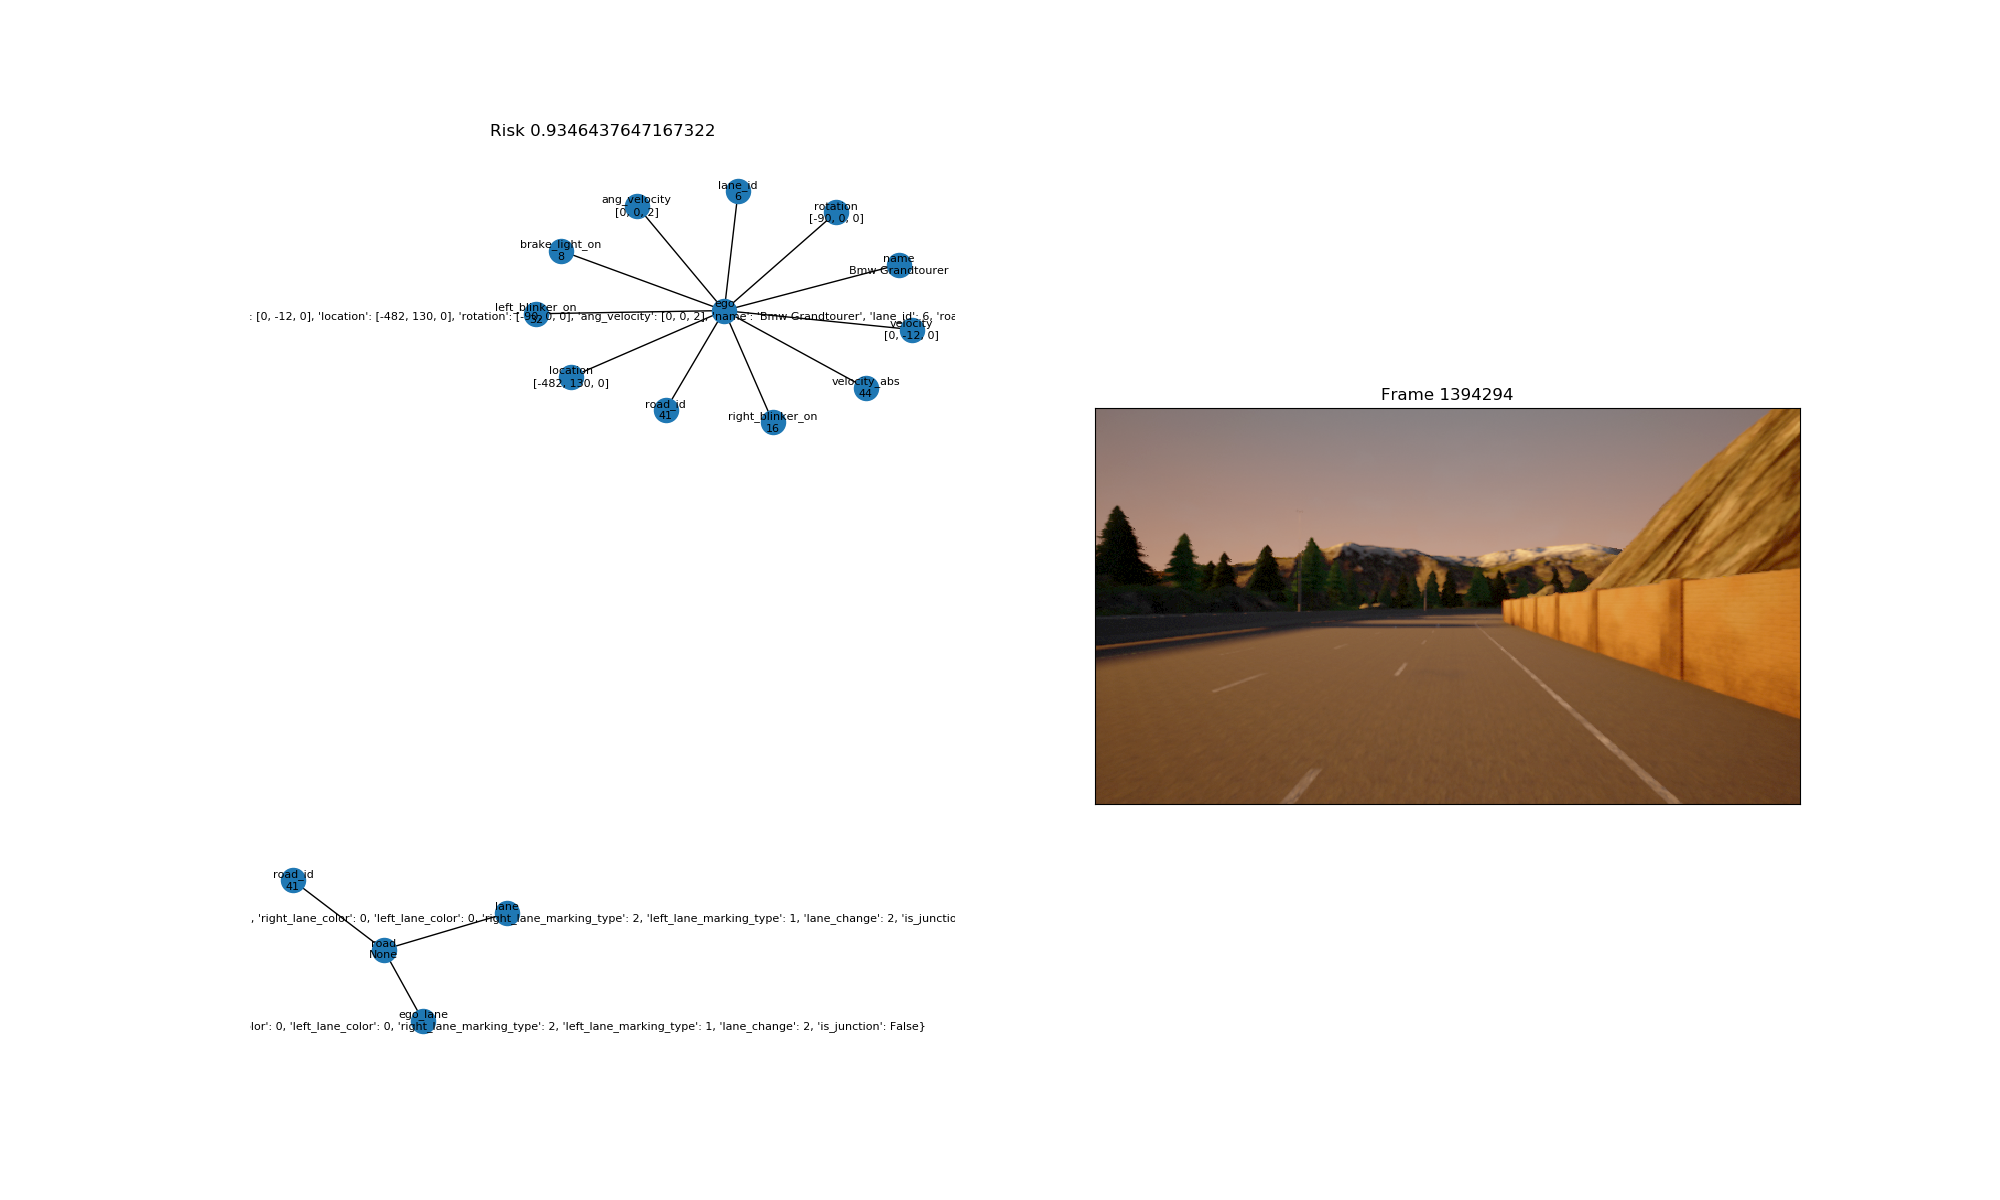 Risk 0.9346437647167322
lane_id
6
ang_velocity
[0, 0, 2]
rotation
[-90, 0, 0]
brake_light_on
8
name
Bmw Grandtourer
left_blinker_on
32
ego
: [0, -12, 0], 'location': [-482, 130, 0], 'rotation': [-90, 0, 0], 'ang_velocity': [0, 0, 2], 'name': 'Bmw Grandtourer', 'lane_id': 6, 'roa
velocity
[0, -12, 0]
location
[-482, 130, 0]
velocity_abs
44
road_id
41
right_blinker_on
16
Frame 1394294
road_id
41
lane
, 'right_lane_color': 0, 'left_lane_color': 0, 'right_lane_marking_type': 2, 'left_lane_marking_type': 1, 'lane_change': 2, 'is_junctio
road
None
ego_lane
lor': 0, 'left_lane_color': 0, 'right_lane_marking_type': 2, 'left_lane_marking_type': 1, 'lane_change': 2, 'is_junction': False}